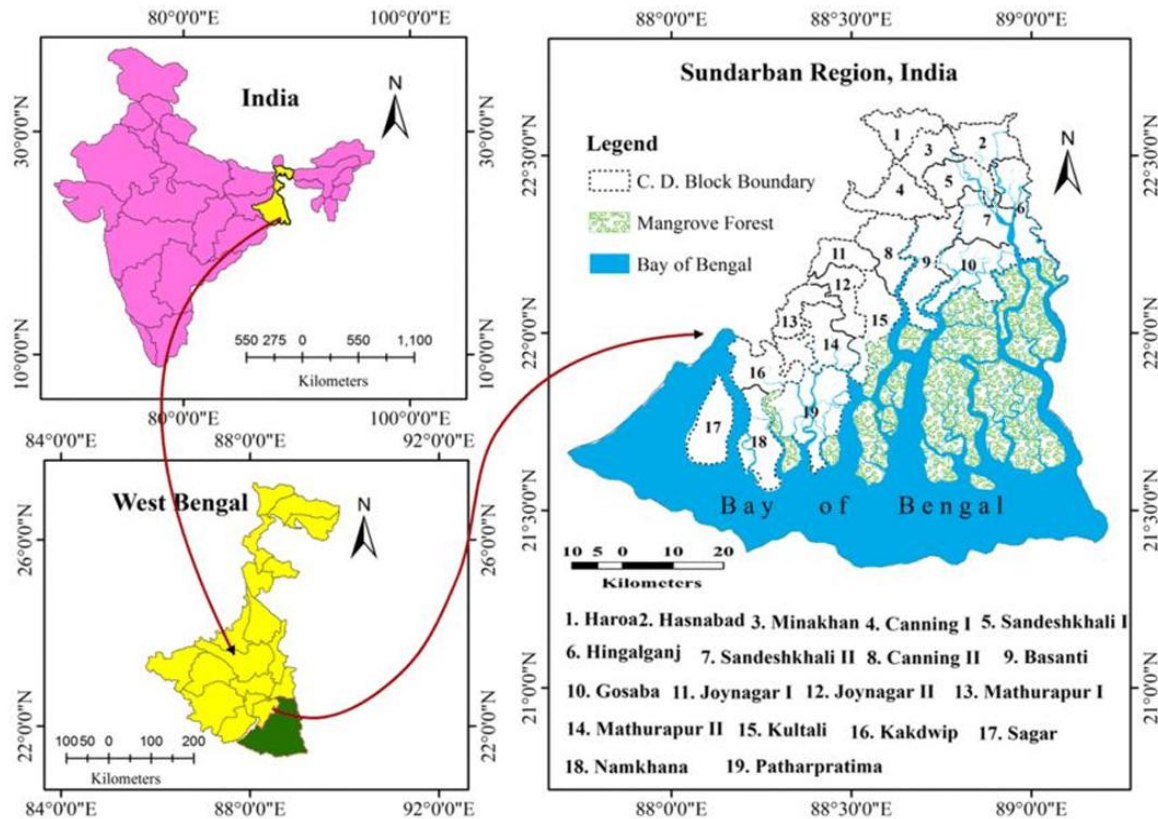 80°0'0"E 100°0'0"E
India
N
30°0'0"N
30°0'0"N
10°0'0"N
10°0'0"N
550 275 0 550 1,100
Kilometers
80°0'0"E 100°0'0"E
84°0'0"E 88°0'0"E 92°0'0"E
West Bengal
N
26°0'0"N
26°0'0"N
22°0'0"N
22°0'0"N
100 50 0 100 200
Kilometers
84°0'0"E 88°0'0"E 92°0'0"E
88°0'0"E 88°30'0"E 89°0'0"E
Sundarban Region, India
N
Legend
C. D. Block Boundary
Mangrove Forest
Bay of Bengal
22°30'0"N
22°30'0"N
22°0'0"N
22°0'0"N
21°30'0"N
21°30'0"N
21°0'0"N
21°0'0"N
1
2
3
4
5
6
7
8
9
10
11
12
13
14
15
16
17
18
19
Bay of Bengal
10 5 0 10 20
Kilometers
1. Haroa2. Hasnabad 3. Minakhan 4. Canning I 5. Sandeshkhali I
6. Hingalganj 7. Sandeshkhali II 8. Canning II 9. Basanti
10. Gosaba 11. Joynagar I 12. Joynagar II 13. Mathurapur I
14. Mathurapur II 15. Kultali 16. Kakdwip 17. Sagar
18. Namkhana 19. Patharpratima
88°0'0"E 88°30'0"E 89°0'0"E